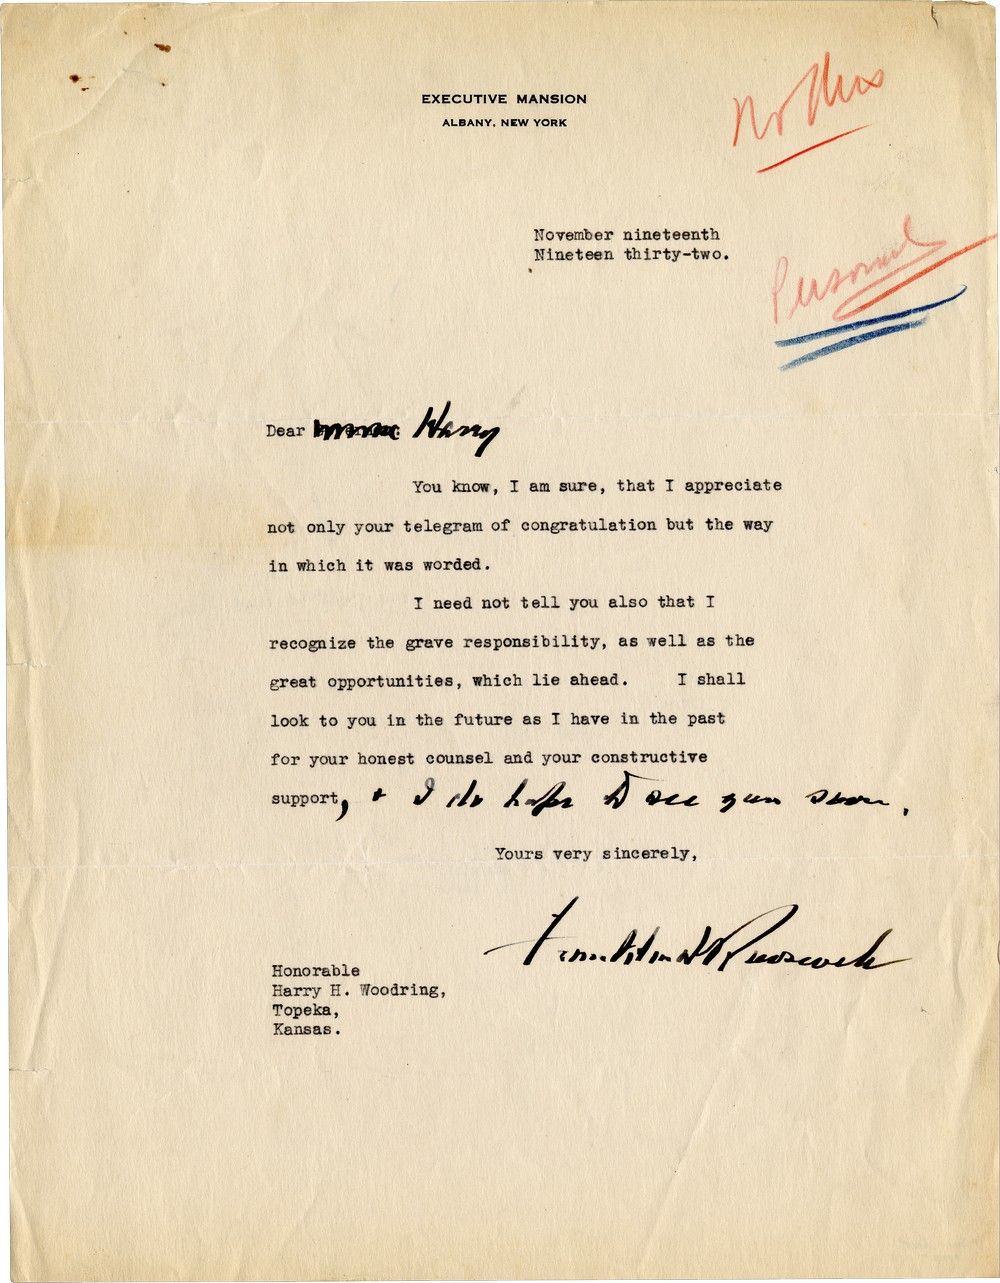 EXECUTIVE MANSION
ALBANY, NEW YORK
November nineteenth
Nineteen thirty-two.
Personal
Dear Harry
You know, I am sure, that I appreciate
not only your telegram of congratulation but the way
in which it was worded.
I need not tell you also that I
recognize the grave responsibility, as well as the
great opportunities, which lie ahead. I shall
look to you in the future as I have in the past
for your honest counsel and your constructive
support, + I do hope to see you soon.
Yours very sincerely,
Franklin D Roosevelt
Honorable
Harry H. Woodring,
Topeka,
Kansas.